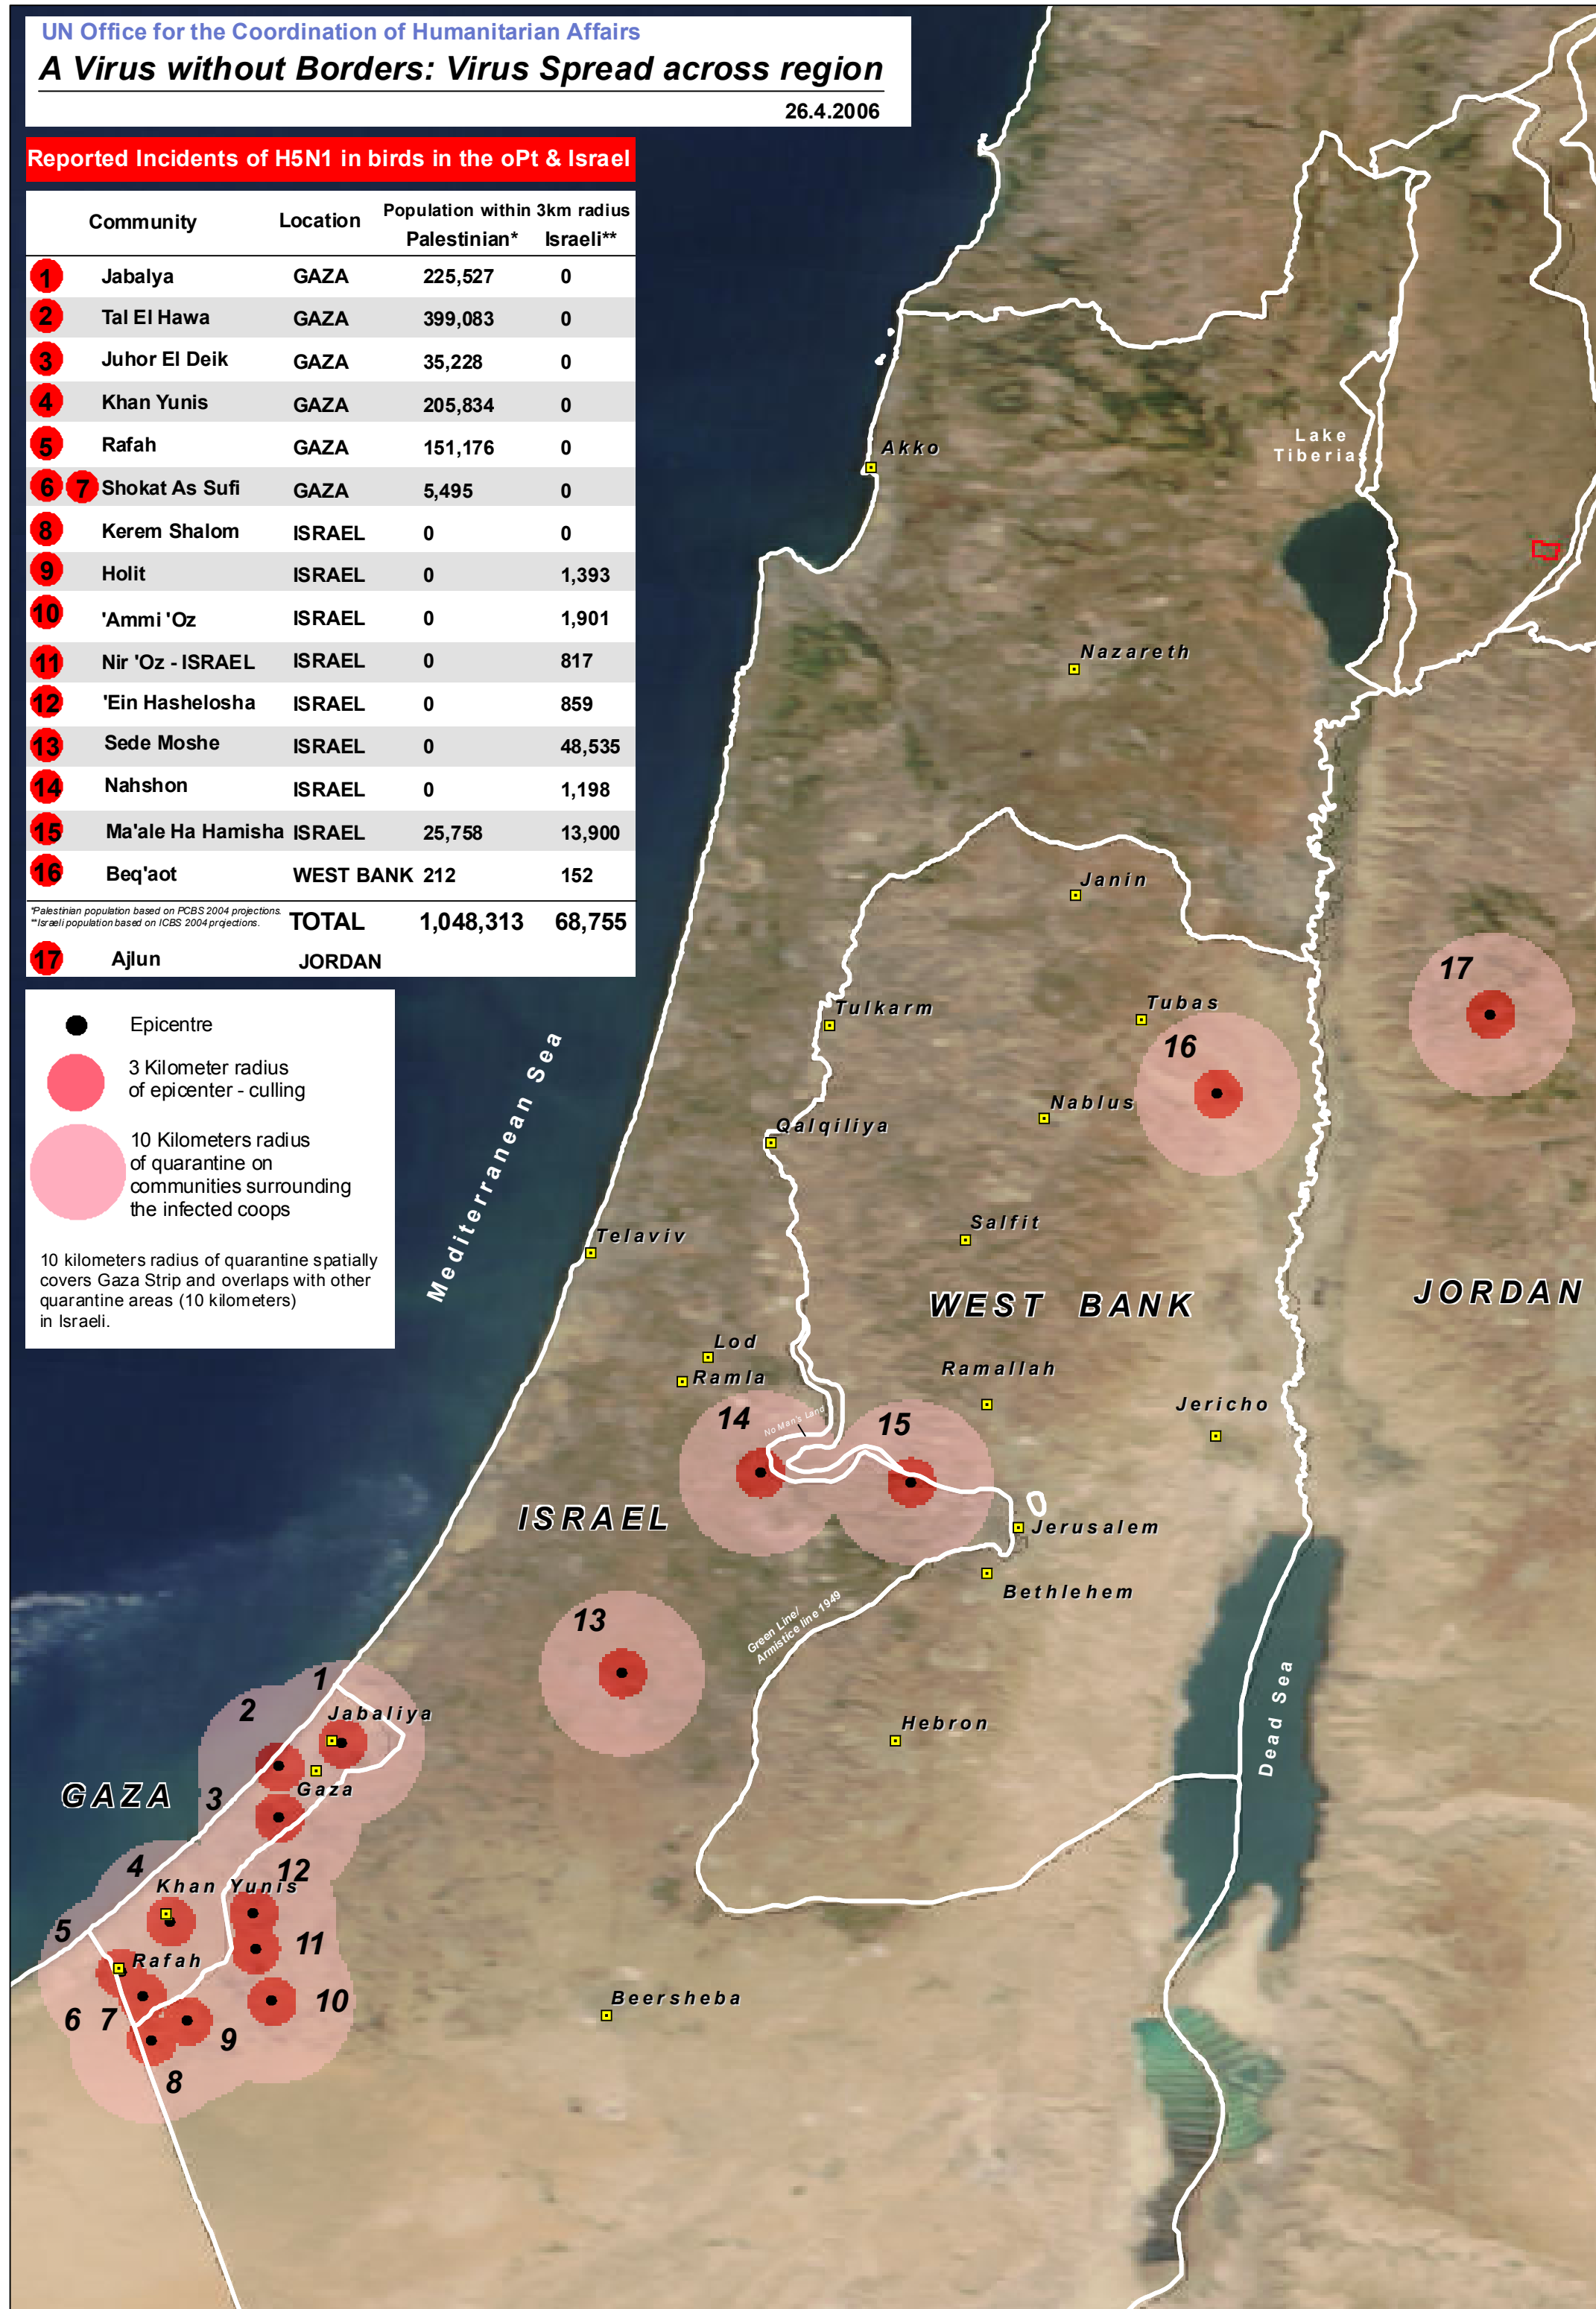 UN Office for the Coordination of Humanitarian Affairs
A Virus without Borders: Virus Spread across region
26.4.2006
Reported Incidents of H5N1 in birds in the oPt & Israel
Community Location Population within 3km radius
Palestinian* Israeli**
1 Jabalya GAZA 225,527 0
2 Tal El Hawa GAZA 399,083 0
3 Juhor El Deik GAZA 35,228 0
4 Khan Yunis GAZA 205,834 0
5 Rafah GAZA 151,176 0
6 7 Shokat As Sufi GAZA 5,495 0
8 Kerem Shalom ISRAEL 0 0
9 Holit ISRAEL 0 1,393
10 'Ammi 'Oz ISRAEL 0 1,901
11 Nir 'Oz - ISRAEL ISRAEL 0 817
12 'Ein Hashelosha ISRAEL 0 859
13 Sede Moshe ISRAEL 0 48,535
14 Nahshon ISRAEL 0 1,198
15 Ma'ale Ha Hamisha ISRAEL 25,758 13,900
16 Beq'aot WEST BANK 212 152
*Palestinian population based on PCBS 2004 projections.
**Israeli population based on ICBS 2004 projections.
TOTAL 1,048,313 68,755
17 Ajlun JORDAN
Epicentre
3 Kilometer radius
of epicenter - culling
10 Kilometers radius
of quarantine on
communities surrounding
the infected coops
10 kilometers radius of quarantine spatially
covers Gaza Strip and overlaps with other
quarantine areas (10 kilometers)
in Israeli.
Lake
Tiberias
Akko
Nazareth
Janin
17
Tulkarm
Tubas
16
Nablus
Qalqiliya
Mediterranean Sea
Salfit
Telaviv
WEST BANK
JORDAN
Lod
Ramla
Ramallah
Jericho
14
No Man's Land
15
ISRAEL
Jerusalem
Bethlehem
Green Line/
Armistice line 1949
13
Dead Sea
1
2
Jabaliya
Hebron
GAZA
3
Gaza
4
12
Khan Yunis
5
11
Rafah
10
6
7
9
8
Beersheba